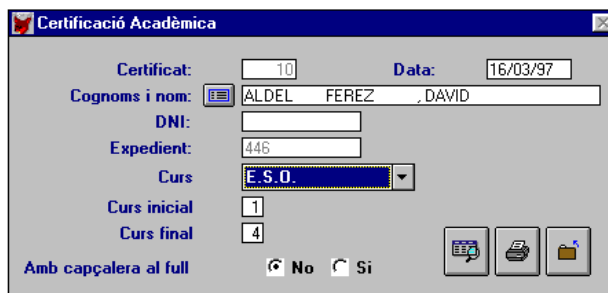 Certificació Acadèmica
Certificat: 10 Data: 16/03/97
Cognoms i nom: ALDEL FEREZ , DAVID
DNI:
Expedient: 446
Curs E.S.O.
Curs inicial 1
Curs final 4
Amb capçalera al full No Si